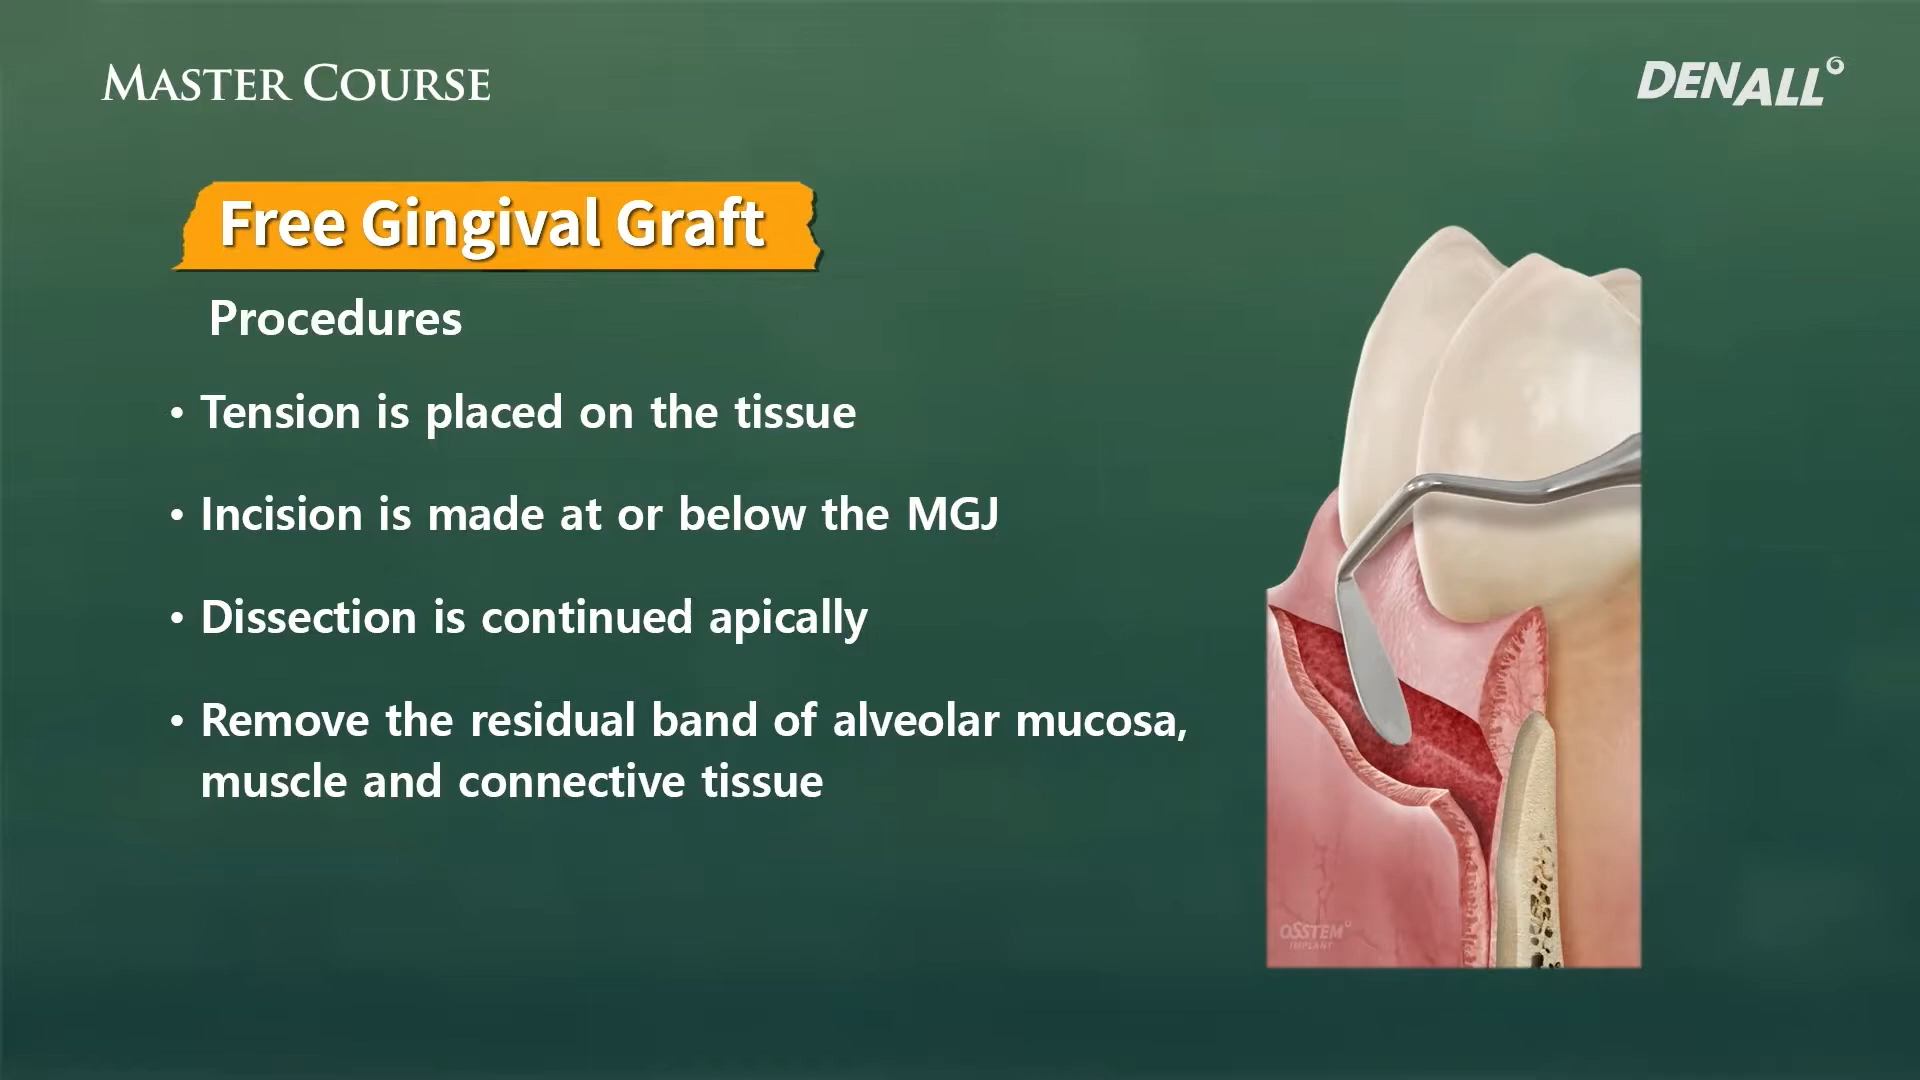 MASTER COURSE
DENALL
Free Gingival Graft
Procedures
• Tension is placed on the tissue
• Incision is made at or below the MGJ
• Dissection is continued apically
• Remove the residual band of alveolar mucosa,
muscle and connective tissue
OSSTEM
IMPLANT